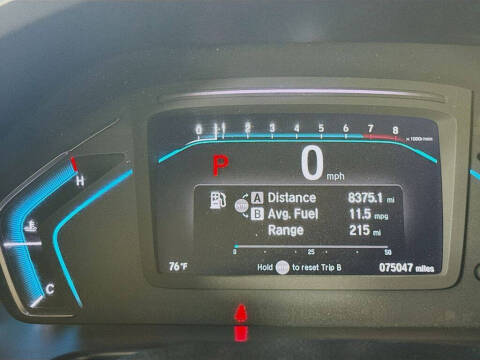 0 1 2 3 4 5 6 7 8 x1000r/min
P 0 mph
H
A Distance 8375.1 mi
B Avg. Fuel 11.5 mpg
Range 215 mi
0 25 50
C
76°F Hold to reset Trip B 075047 miles